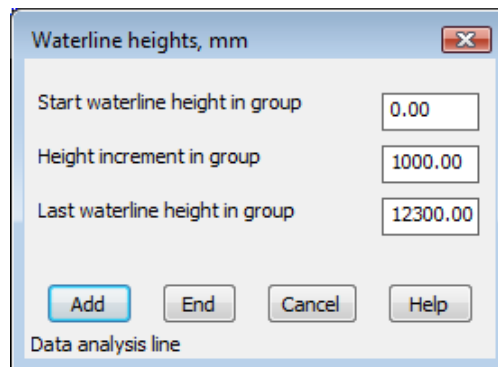 Waterline heights, mm
Start waterline height in group 0.00
Height increment in group 1000.00
Last waterline height in group 12300.00
Add End Cancel Help
Data analysis line